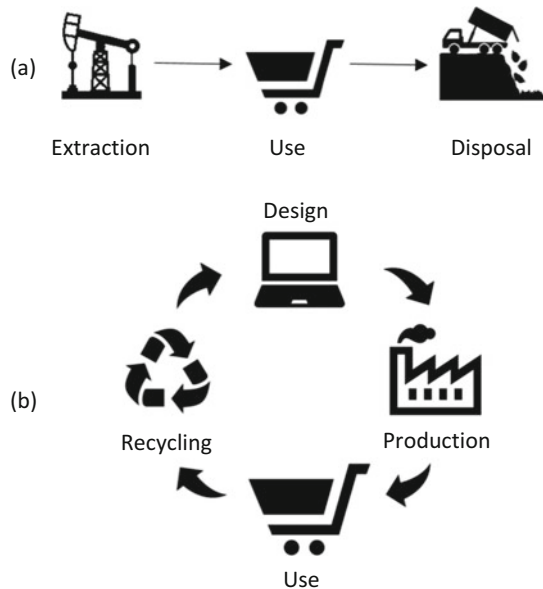 (a)
Extraction
Use
Disposal
Design
(b)
Recycling
Production
Use